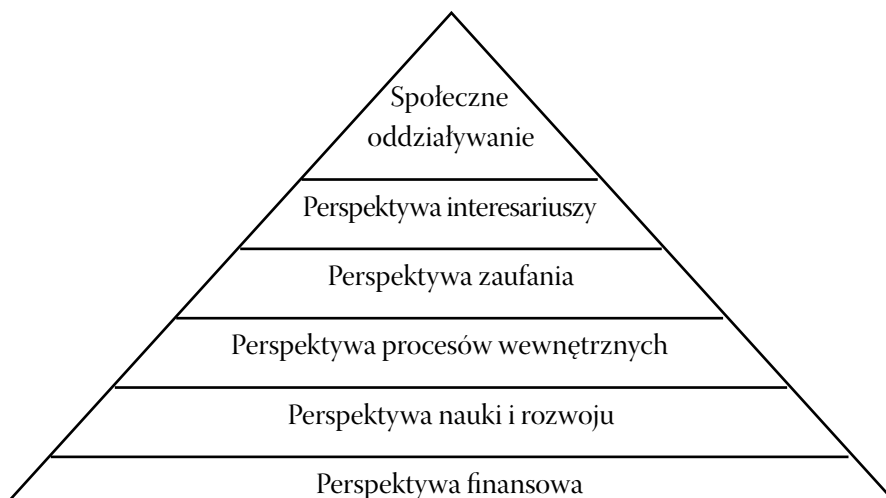 Społeczne
oddziaływanie
Perspektywa interesariuszy
Perspektywa zaufania
Perspektywa procesów wewnętrznych
Perspektywa nauki i rozwoju
Perspektywa finansowa